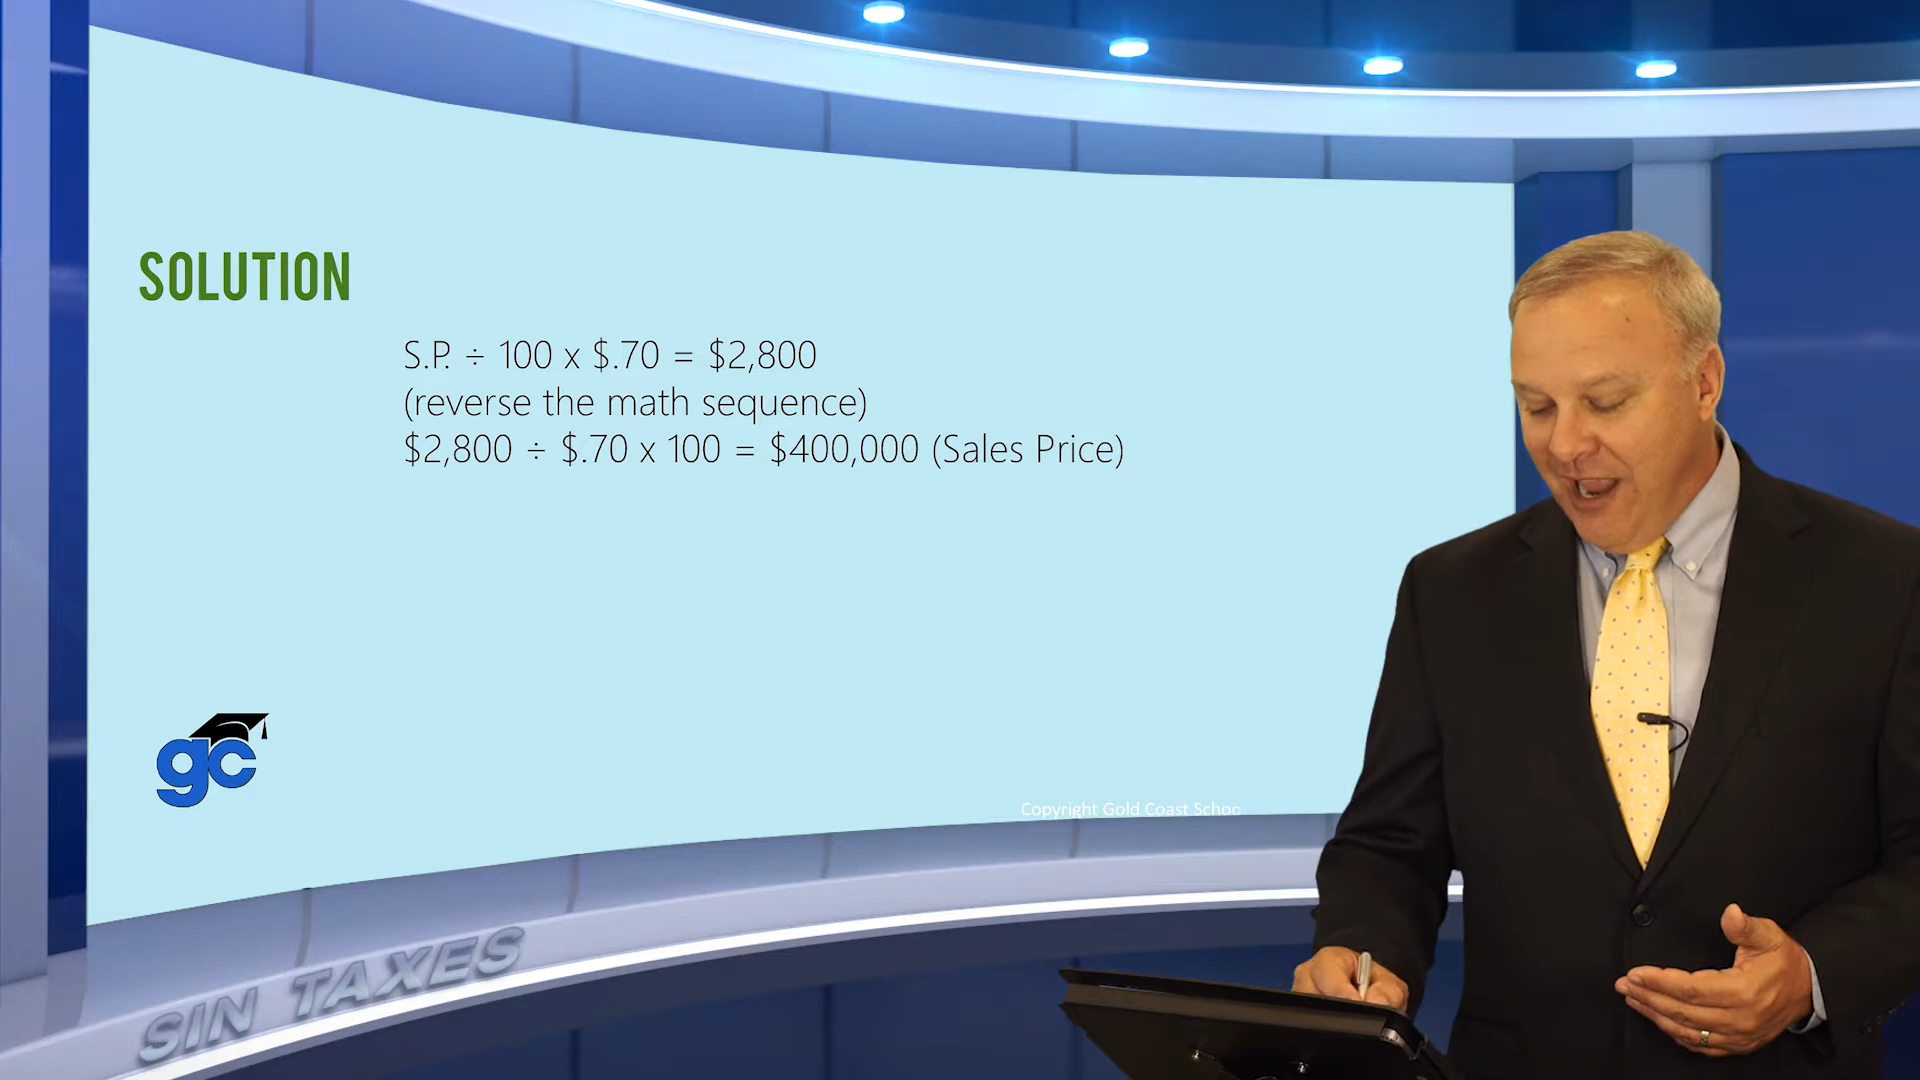 SOLUTION
S.P. ÷ 100 x $.70 = $2,800
(reverse the math sequence)
$2,800 ÷ $.70 x 100 = $400,000 (Sales Price)
gc
Copyright Gold Coast Schoo
SIN TAXES